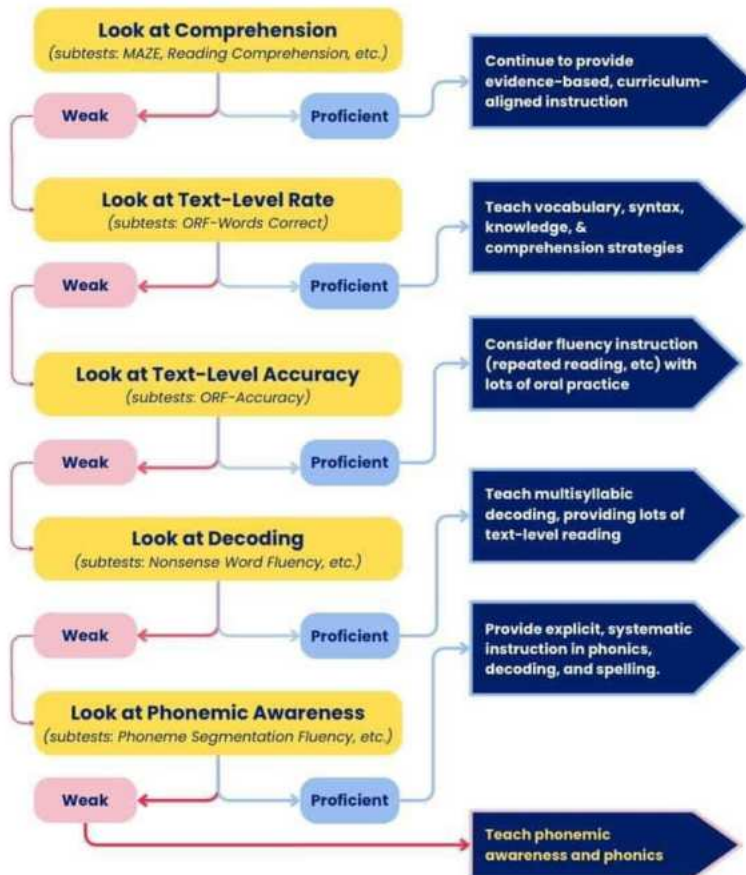 Look at Comprehension
(subtests: MAZE, Reading Comprehension, etc.)
Weak
Proficient
Continue to provide
evidence-based, curriculum-
aligned instruction
Look at Text-Level Rate
(subtests: ORF-Words Correct)
Weak
Proficient
Teach vocabulary, syntax,
knowledge, &
comprehension strategies
Look at Text-Level Accuracy
(subtests: ORF-Accuracy)
Weak
Proficient
Consider fluency instruction
(repeated reading, etc) with
lots of oral practice
Look at Decoding
(subtests: Nonsense Word Fluency, etc.)
Weak
Proficient
Teach multisyllabic
decoding, providing lots of
text-level reading
Look at Phonemic Awareness
(subtests: Phoneme Segmentation Fluency, etc.)
Weak
Proficient
Provide explicit, systematic
instruction in phonics,
decoding, and spelling.
Teach phonemic
awareness and phonics